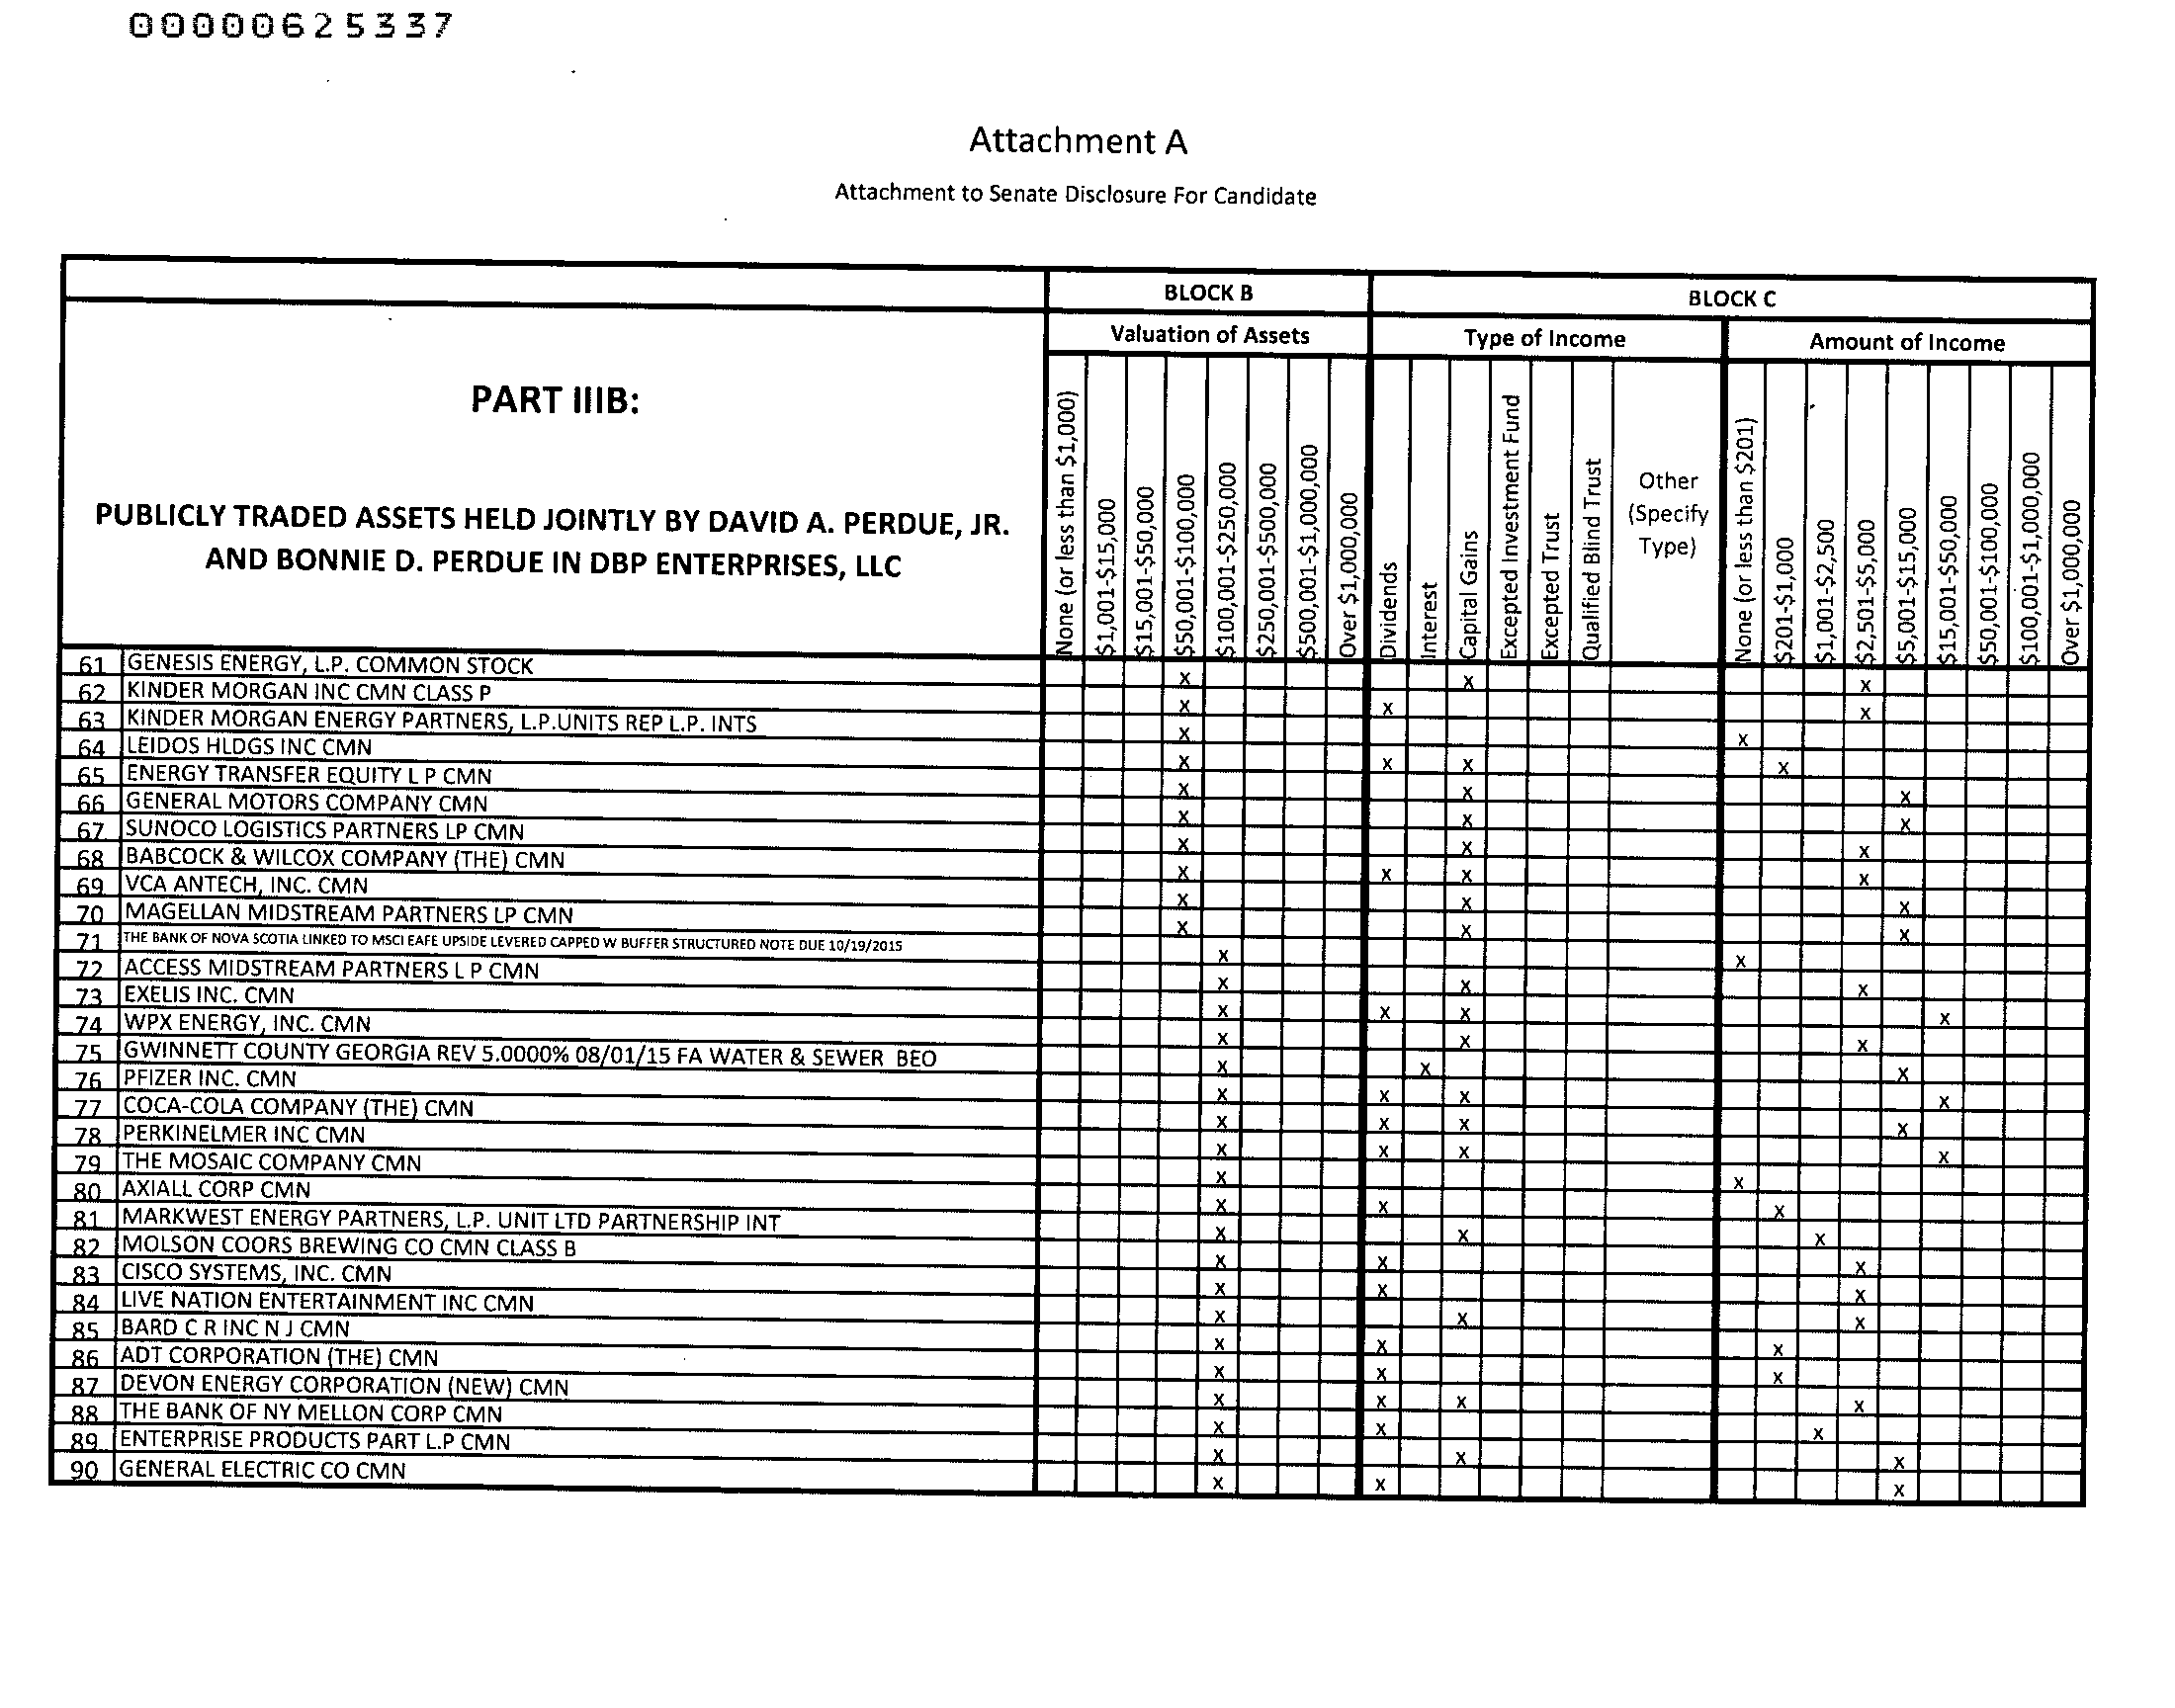 00000625337
Attachment A
Attachment to Senate Disclosure For Candidate
BLOCK B BLOCK C
Valuation of Assets Type of Income Amount of Income
PART IIIB:
PUBLICLY TRADED ASSETS HELD JOINTLY BY DAVID A. PERDUE, JR.
AND BONNIE D. PERDUE IN DBP ENTERPRISES, LLC
None (or less than $1,000)
$1,001-$15,000
$15,001-$50,000
$50,001-$100,000
$100,001-$250,000
$250,001-$500,000
$500,001-$1,000,000
Over $1,000,000
Dividends
Interest
Capital Gains
Excepted Investment Fund
Excepted Trust
Qualified Blind Trust
Other
(Specify
Type)
None (or less than $201)
$201-$1,000
$1,001-$2,500
$2,501-$5,000
$5,001-$15,000
$15,001-$50,000
$50,001-$100,000
$100,001-$1,000,000
Over $1,000,000
61 GENESIS ENERGY, L.P. COMMON STOCK x x x
62 KINDER MORGAN INC CMN CLASS P x x x
63 KINDER MORGAN ENERGY PARTNERS, L.P.UNITS REP L.P. INTS x x
64 LEIDOS HLDGS INC CMN x x x x
65 ENERGY TRANSFER EQUITY L P CMN x x x
66 GENERAL MOTORS COMPANY CMN x x x
67 SUNOCO LOGISTICS PARTNERS LP CMN x x x
68 BABCOCK & WILCOX COMPANY (THE) CMN x x x x
69 VCA ANTECH, INC. CMN x x x
70 MAGELLAN MIDSTREAM PARTNERS LP CMN x x x
71 THE BANK OF NOVA SCOTIA LINKED TO MSCI EAFE UPSIDE LEVERED CAPPED W BUFFER STRUCTURED NOTE DUE 10/19/2015 x x
72 ACCESS MIDSTREAM PARTNERS L P CMN x x x
73 EXELIS INC. CMN x x x x
74 WPX ENERGY, INC. CMN x x x
75 GWINNETT COUNTY GEORGIA REV 5.0000% 08/01/15 FA WATER & SEWER BEO x x x
76 PFIZER INC. CMN x x x x
77 COCA-COLA COMPANY (THE) CMN x x x x
78 PERKINELMER INC CMN x x x x
79 THE MOSAIC COMPANY CMN x x
80 AXIALL CORP CMN x x x
81 MARKWEST ENERGY PARTNERS, L.P. UNIT LTD PARTNERSHIP INT x x x
82 MOLSON COORS BREWING CO CMN CLASS B x x x
83 CISCO SYSTEMS, INC. CMN x x x
84 LIVE NATION ENTERTAINMENT INC CMN x x x
85 BARD C R INC N J CMN x x x
86 ADT CORPORATION (THE) CMN x x x
87 DEVON ENERGY CORPORATION (NEW) CMN x x x x
88 THE BANK OF NY MELLON CORP CMN x x x
89 ENTERPRISE PRODUCTS PART L.P CMN x x x
90 GENERAL ELECTRIC CO CMN x x x